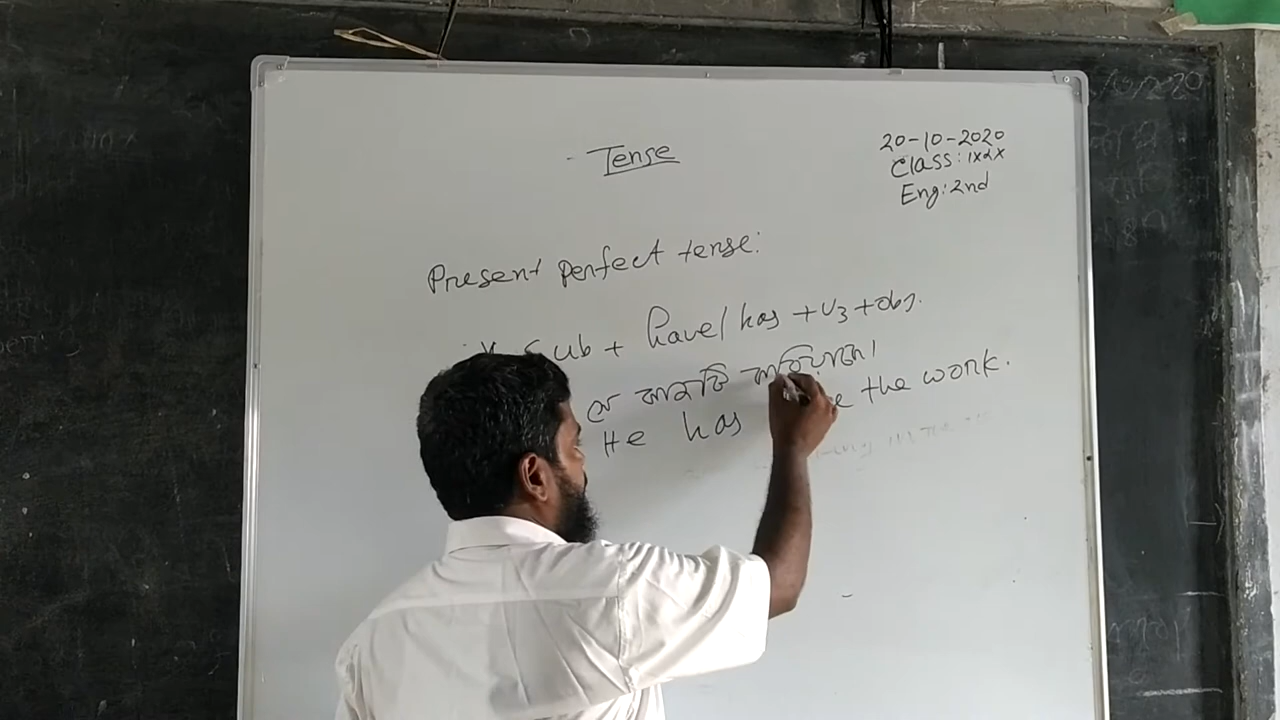 Tense
20-10-2020
Class: IX & X
Eng: 2nd
Present perfect tense:
Sub + have/has + V3 + obj.
সে কাজটি করিয়াছে।
He has the work.